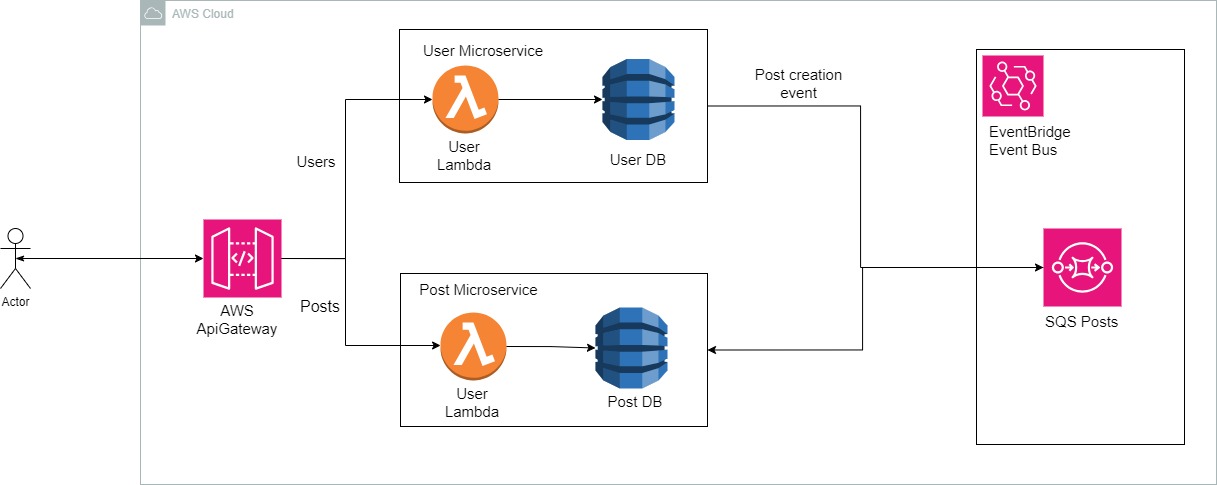 AWS Cloud
User Microservice
User
Lambda
User DB
Post creation
event
EventBridge
Event Bus
Users
Actor
AWS
ApiGateway
Posts
Post Microservice
User
Lambda
Post DB
SQS Posts